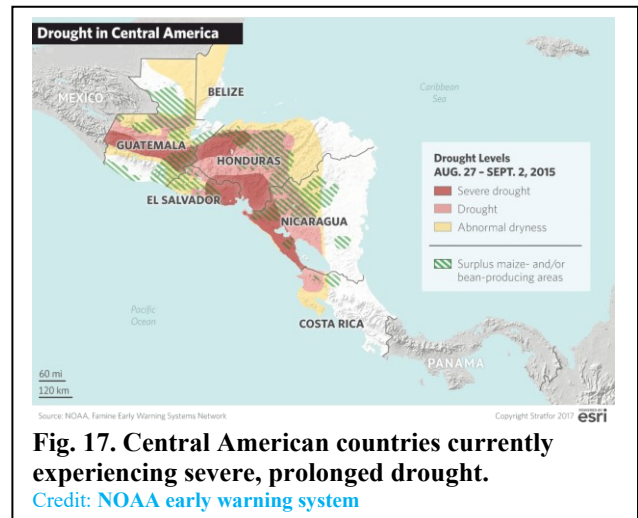 Drought in Central America
MEXICO
BELIZE
Caribbean
Sea
GUATEMALA
HONDURAS
EL SALVADOR
NICARAGUA
Drought Levels
AUG. 27 – SEPT. 2, 2015
Severe drought
Drought
Abnormal dryness
Surplus maize- and/or
bean-producing areas
Pacific
Ocean
COSTA RICA
PANAMA
60 mi
120 km
Source: NOAA, Famine Early Warning Systems Network
Copyright Stratfor 2017
POWERED BY
esri
Fig. 17. Central American countries currently
experiencing severe, prolonged drought.
Credit: NOAA early warning system